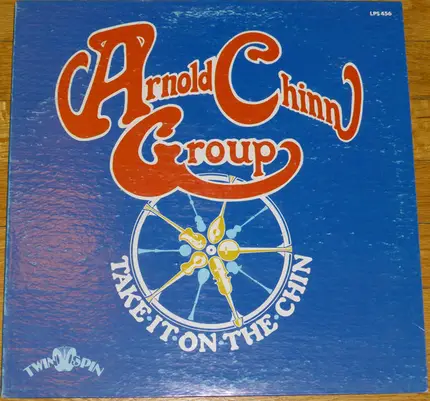 LPS 456
Arnold Chinn
Group
TAKE·IT·ON·THE·CHIN
TWIN SPIN